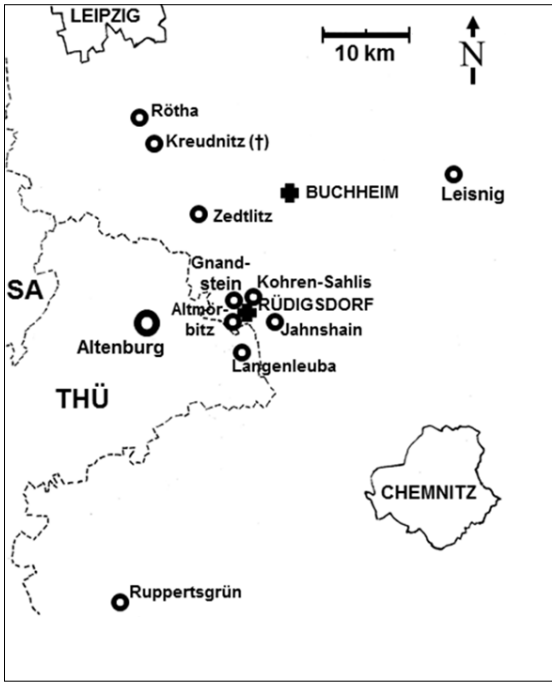 LEIPZIG
10 km
N
Rötha
Kreudnitz (†)
BUCHHEIM
Leisnig
Zedtlitz
Gnand-
stein
Kohren-Sahlis
SA
Altmör-
bitz
RÜDIGSDORF
Jahnshain
Altenburg
Langenleuba
THÜ
CHEMNITZ
Ruppertsgrün